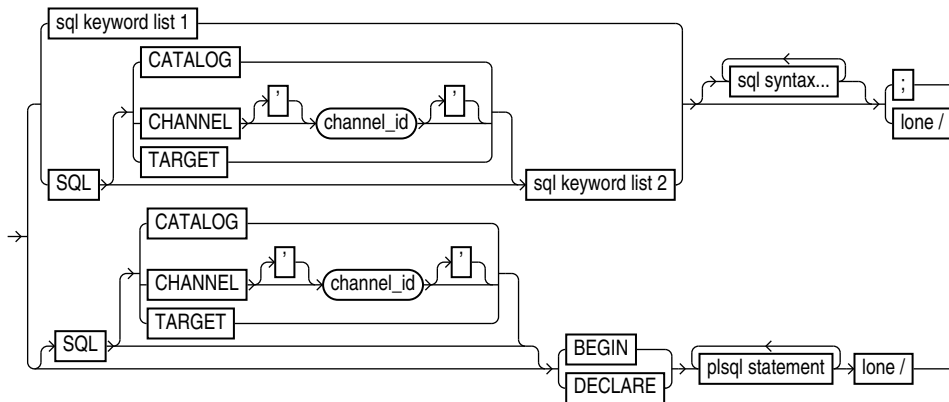 sql keyword list 1
CATALOG
sql syntax...
;
CHANNEL ' channel_id '
lone /
TARGET
SQL
sql keyword list 2
CATALOG
CHANNEL ' channel_id '
TARGET
SQL
BEGIN
plsql statement lone /
DECLARE